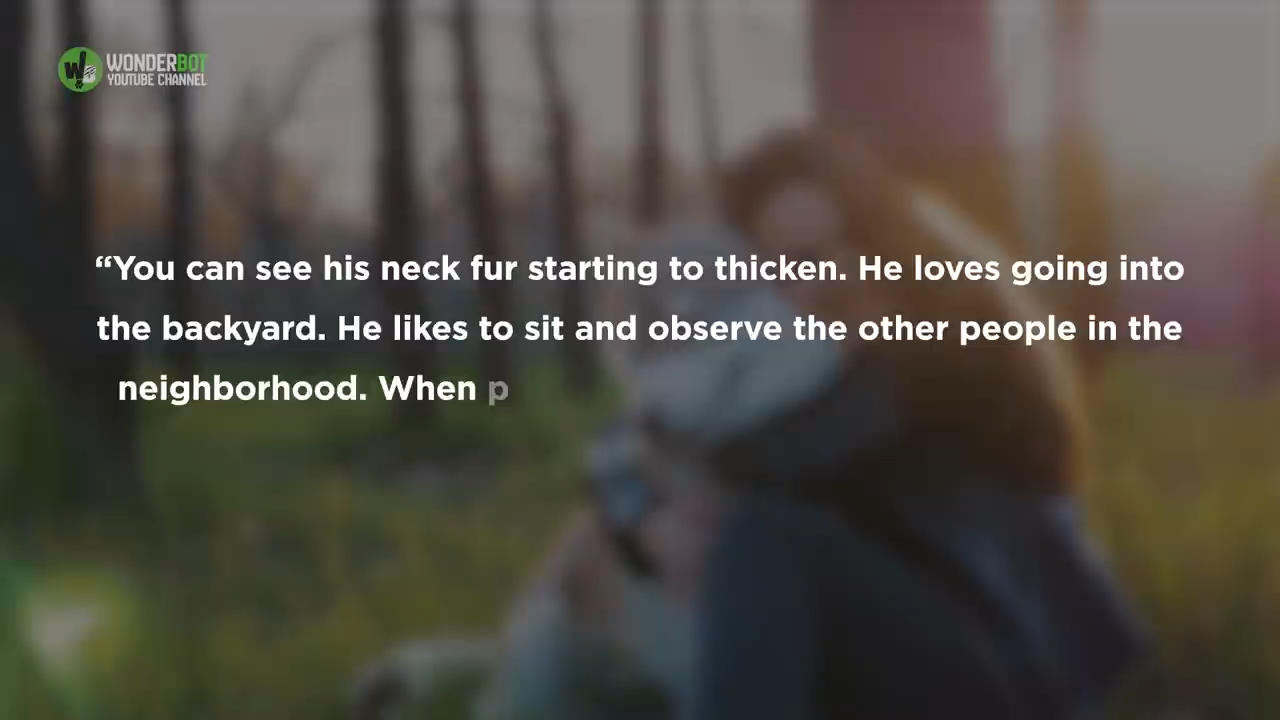 WONDERBOT
YOUTUBE CHANNEL
“You can see his neck fur starting to thicken. He loves going into
the backyard. He likes to sit and observe the other people in the
neighborhood. When p